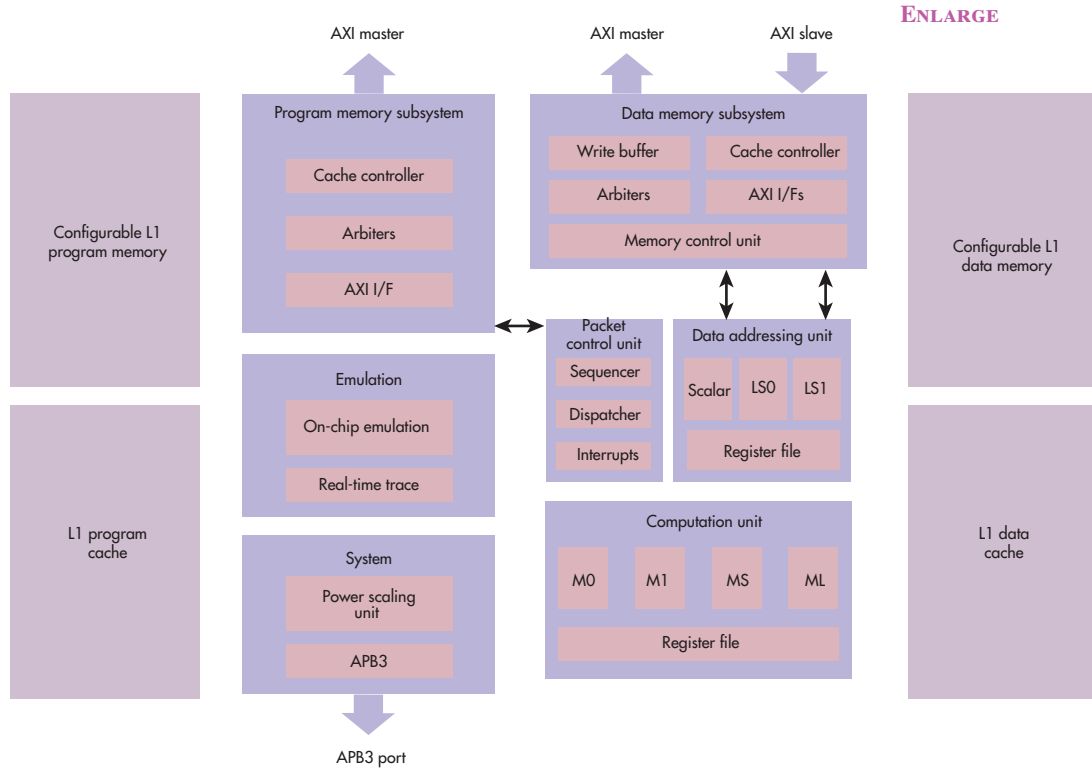 ENLARGE
AXI master
AXI master
AXI slave
Configurable L1
program memory
L1 program
cache
Program memory subsystem
Cache controller
Arbiters
AXI I/F
Emulation
On-chip emulation
Real-time trace
System
Power scaling
unit
APB3
APB3 port
Data memory subsystem
Write buffer
Cache controller
Arbiters
AXI I/Fs
Memory control unit
Packet
control unit
Sequencer
Dispatcher
Interrupts
Data addressing unit
Scalar
LS0
LS1
Register file
Computation unit
M0
M1
MS
ML
Register file
Configurable L1
data memory
L1 data
cache